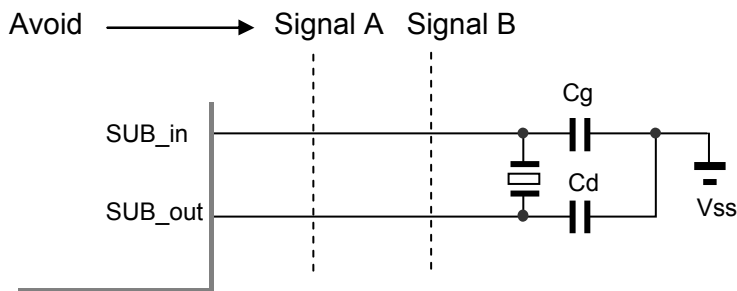 Avoid Signal A Signal B
Cg
SUB_in
Cd
SUB_out
Vss